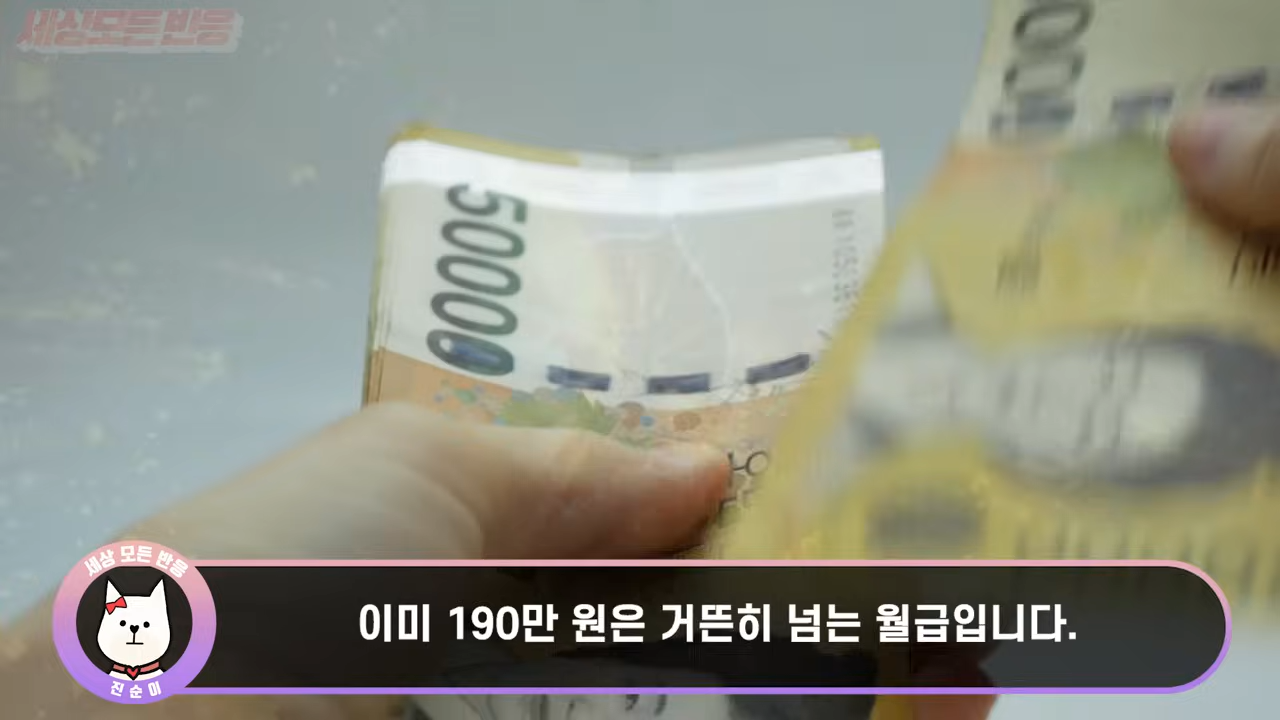 세상모든반응
50000
세상 모든 반응
이미 190만 원은 거뜬히 넘는 월급입니다.
진순이